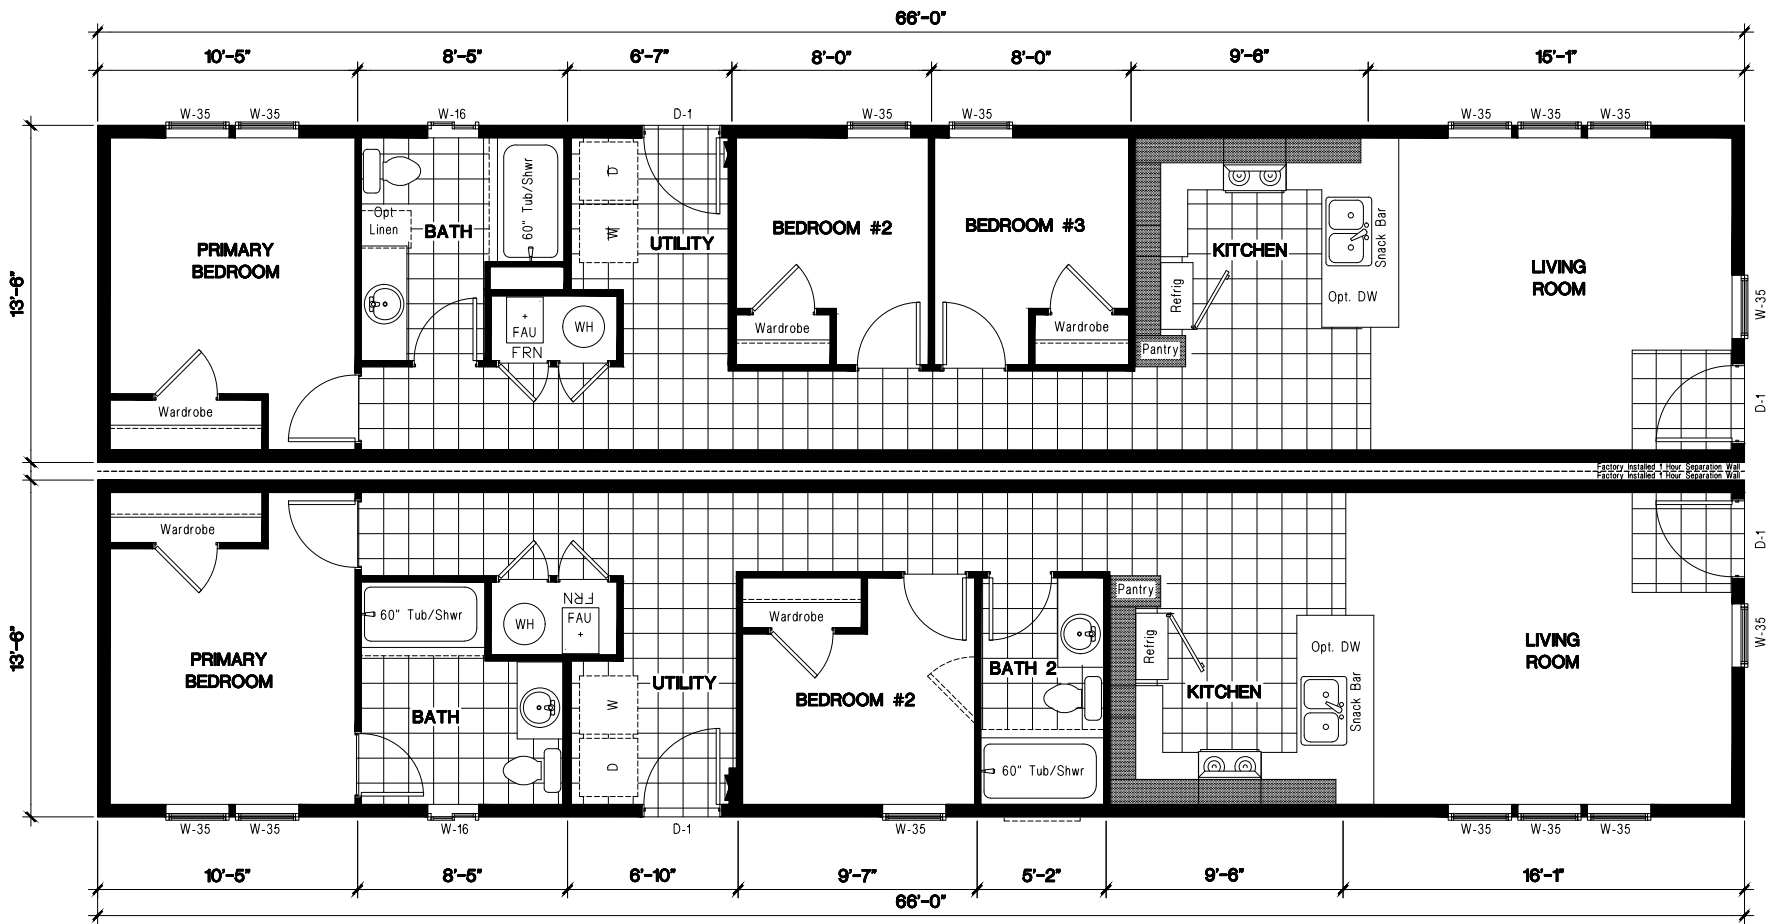 66'-0"
10'-5" 8'-5" 6'-7" 8'-0" 8'-0" 9'-6" 15'-1"
W-35 W-35 W-16 D-1 W-35 W-35 W-35 W-35 W-35
13'-6"
PRIMARY
BEDROOM
Wardrobe
Opt
Linen
BATH
60" Tub/Shwr
+
FAU
FRN
WH
D
W
UTILITY
BEDROOM #2
Wardrobe
BEDROOM #3
Wardrobe
KITCHEN
Refrig
Pantry
Snack Bar
Opt. DW
LIVING
ROOM
W-35
D-1
Factory Installed 1 Hour Separation Wall
Factory Installed 1 Hour Separation Wall
13'-6"
Wardrobe
PRIMARY
BEDROOM
60" Tub/Shwr
BATH
WH
FRN
FAU
+
W
D
UTILITY
Wardrobe
BEDROOM #2
BATH 2
60" Tub/Shwr
Pantry
Refrig
KITCHEN
Opt. DW
Snack Bar
LIVING
ROOM
D-1
W-35
W-35 W-35 W-16 D-1 W-35 W-35 W-35 W-35
10'-5" 8'-5" 6'-10" 9'-7" 5'-2" 9'-6" 16'-1"
66'-0"